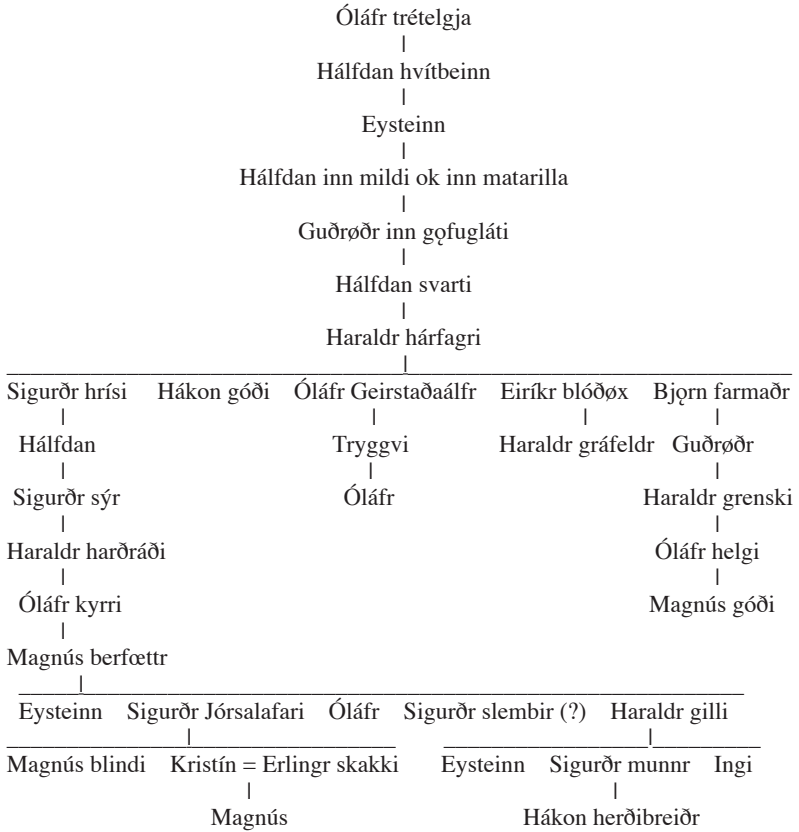 Óláfr trételgja
Hálfdan hvítbeinn
Eysteinn
Hálfdan inn mildi ok inn matarilla
Guðrøðr inn gǫfugláti
Hálfdan svarti
Haraldr hárfagri
Sigurðr hrísi Hákon góði Óláfr Geirstaðaálfr Eiríkr blóðøx Bjǫrn farmaðr
Hálfdan Tryggvi Haraldr gráfeldr Guðrøðr
Sigurðr sýr Óláfr Haraldr grenski
Haraldr harðráði Óláfr helgi
Óláfr kyrri Magnús góði
Magnús berfœttr
Eysteinn Sigurðr Jórsalafari Óláfr Sigurðr slembir (?) Haraldr gilli
Magnús blindi Kristín = Erlingr skakki Eysteinn Sigurðr munnr Ingi
Magnús Hákon herðibreiðr